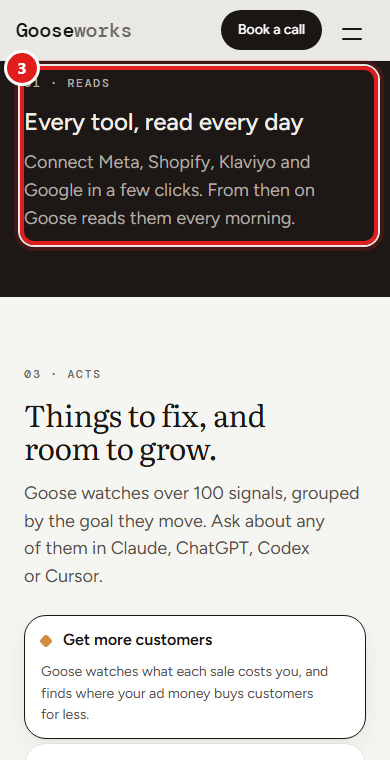 Gooseworks
Book a call
3
01 · READS
Every tool, read every day
Connect Meta, Shopify, Klaviyo and
Google in a few clicks. From then on
Goose reads them every morning.
03 · ACTS
Things to fix, and
room to grow.
Goose watches over 100 signals, grouped
by the goal they move. Ask about any
of them in Claude, ChatGPT, Codex
or Cursor.
Get more customers
Goose watches what each sale costs you, and
finds where your ad money buys customers
for less.